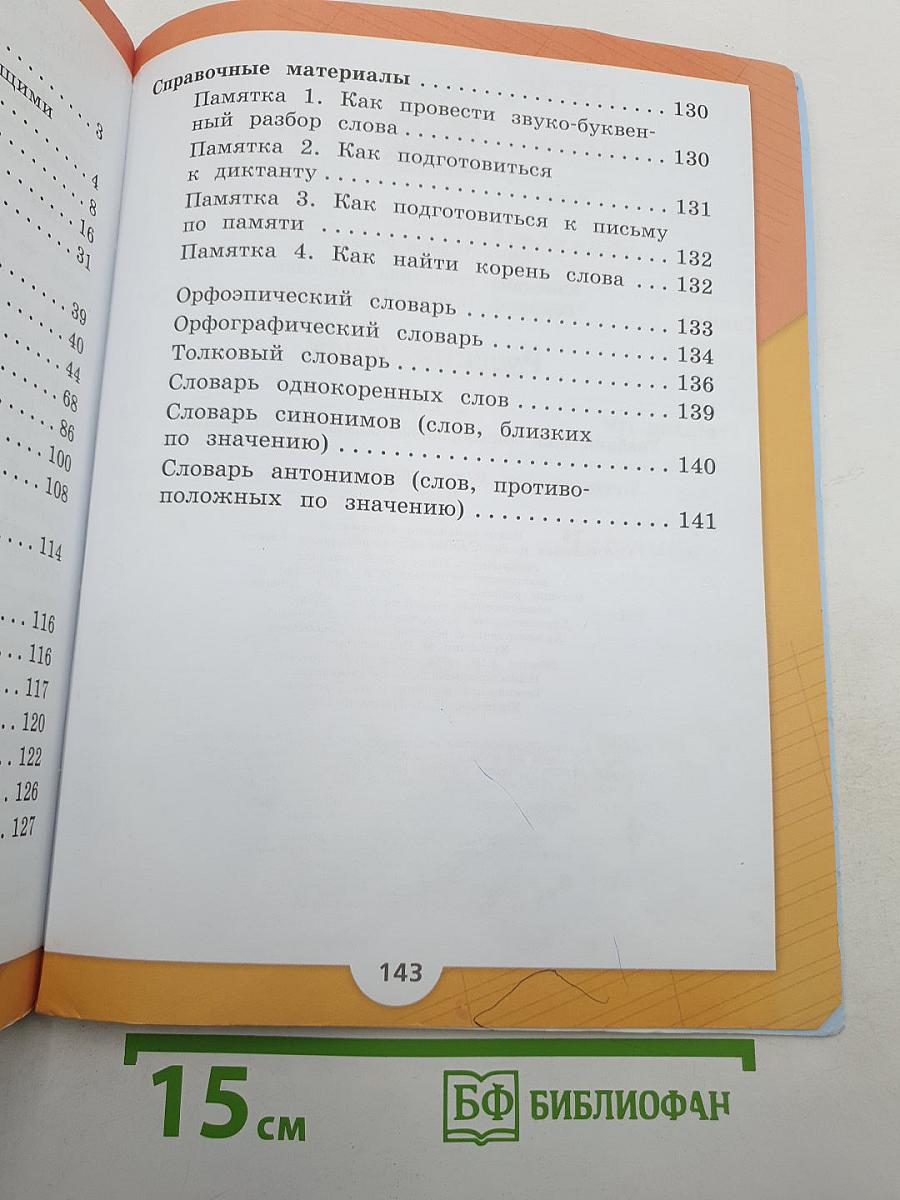 щими
3
4
8
16
31
39
40
44
68
86
100
108
114
116
116
117
120
122
126
127
Справочные материалы . . . . . . . . . . . . . . . . . . . . 130
Памятка 1. Как провести звуко-буквен-
ный разбор слова . . . . . . . . . . . . . . . . . . . . 130
Памятка 2. Как подготовиться
к диктанту . . . . . . . . . . . . . . . . . . . . . . . . . . 131
Памятка 3. Как подготовиться к письму
по памяти . . . . . . . . . . . . . . . . . . . . . . . . . . 132
Памятка 4. Как найти корень слова . . . 132
Орфоэпический словарь . . . . . . . . . . . . . . . 133
Орфографический словарь . . . . . . . . . . . . . 134
Толковый словарь . . . . . . . . . . . . . . . . . . . . 136
Словарь однокоренных слов . . . . . . . . . . . 139
Словарь синонимов (слов, близких
по значению) . . . . . . . . . . . . . . . . . . . . . . . . 140
Словарь антонимов (слов, противо-
положных по значению) . . . . . . . . . . . . . . 141
143
15 см
БФ БИБЛИОФАН